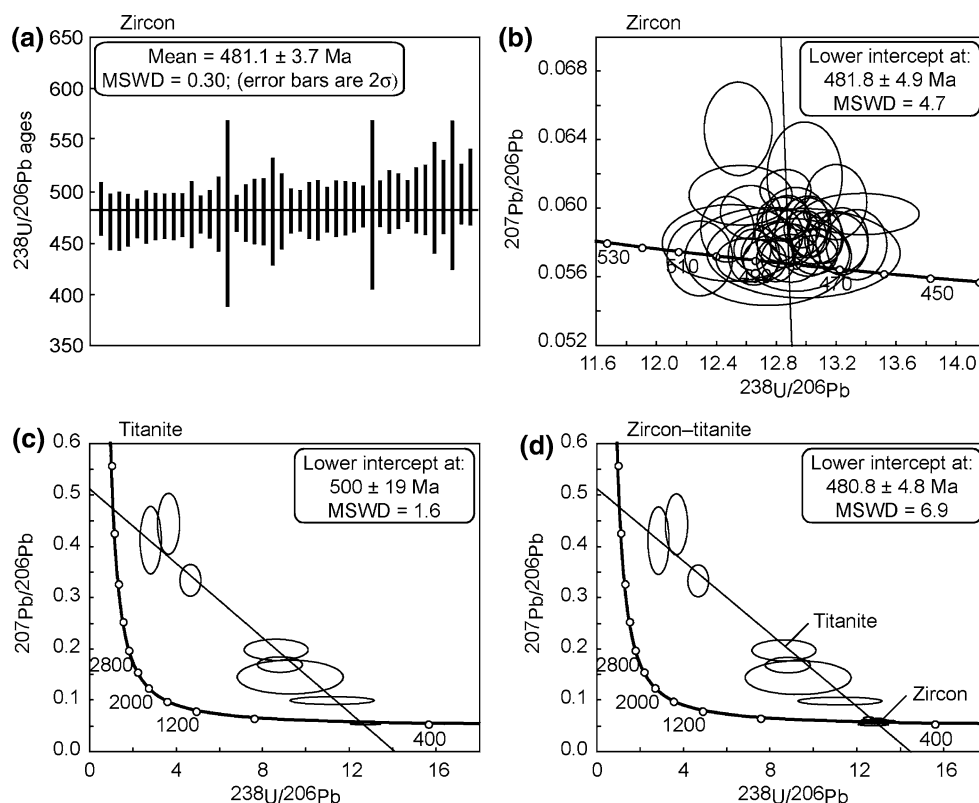 (a)
Zircon
650
600
550
500
450
400
350
238U/206Pb ages
Mean = 481.1 ± 3.7 Ma
MSWD = 0.30; (error bars are 2σ)
(b)
Zircon
0.068
0.064
0.060
0.056
0.052
207Pb/206Pb
Lower intercept at:
481.8 ± 4.9 Ma
MSWD = 4.7
530
510
470
450
11.6
12.2
12.8
13.2
13.6
14.0
238U/206Pb
(c)
Titanite
0.6
0.5
0.4
0.3
0.2
0.1
0.0
207Pb/206Pb
Lower intercept at:
500 ± 19 Ma
MSWD = 1.6
2800
2000
1200
400
0
4
8
12
16
238U/206Pb
(d)
Zircon–titanite
0.6
0.5
0.4
0.3
0.2
0.1
0.0
207Pb/206Pb
Lower intercept at:
480.8 ± 4.8 Ma
MSWD = 6.9
Titanite
Zircon
2800
2000
1200
400
0
4
8
12
16
238U/206Pb